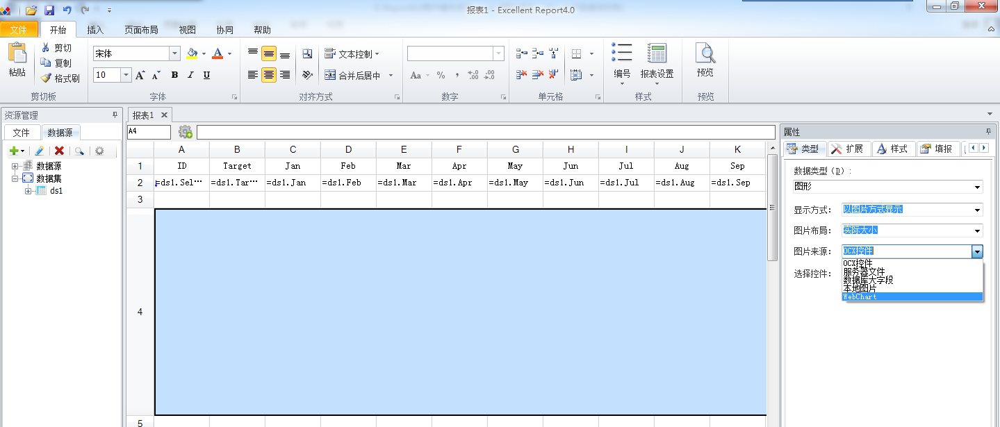 报表1 - Excellent Report4.0
文件 开始 插入 页面布局 视图 协同 帮助
粘贴 剪切 复制 格式刷
宋体
10 A A B I U
文本控制
合并后居中
Aa % , .00 .00
编号 报表设置 预览
剪切板 字体 对齐方式 数字 单元格 样式 预览
资源管理
文件 数据源
数据源
数据集
ds1
报表1
A4
A B C D E F G H I J K
1 ID Target Jan Feb Mar Apr May Jun Jul Aug Sep
2 =ds1.Sel… =ds1.Tar… =ds1.Jan =ds1.Feb =ds1.Mar =ds1.Apr =ds1.May =ds1.Jun =ds1.Jul =ds1.Aug =ds1.Sep
3
4
5
属性
类型 扩展 样式 填报
数据类型(D):
图形
显示方式: 以图片方式显示
图片布局: 实际大小
图片来源: OCX控件
OCX控件
服务器文件
数据库大字段
本地图片
WebChart
选择控件: